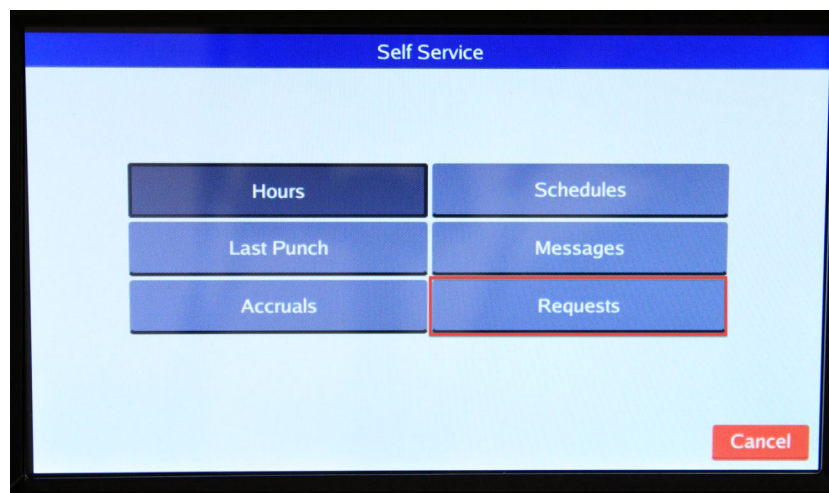 Self Service
Hours
Schedules
Last Punch
Messages
Accruals
Requests
Cancel